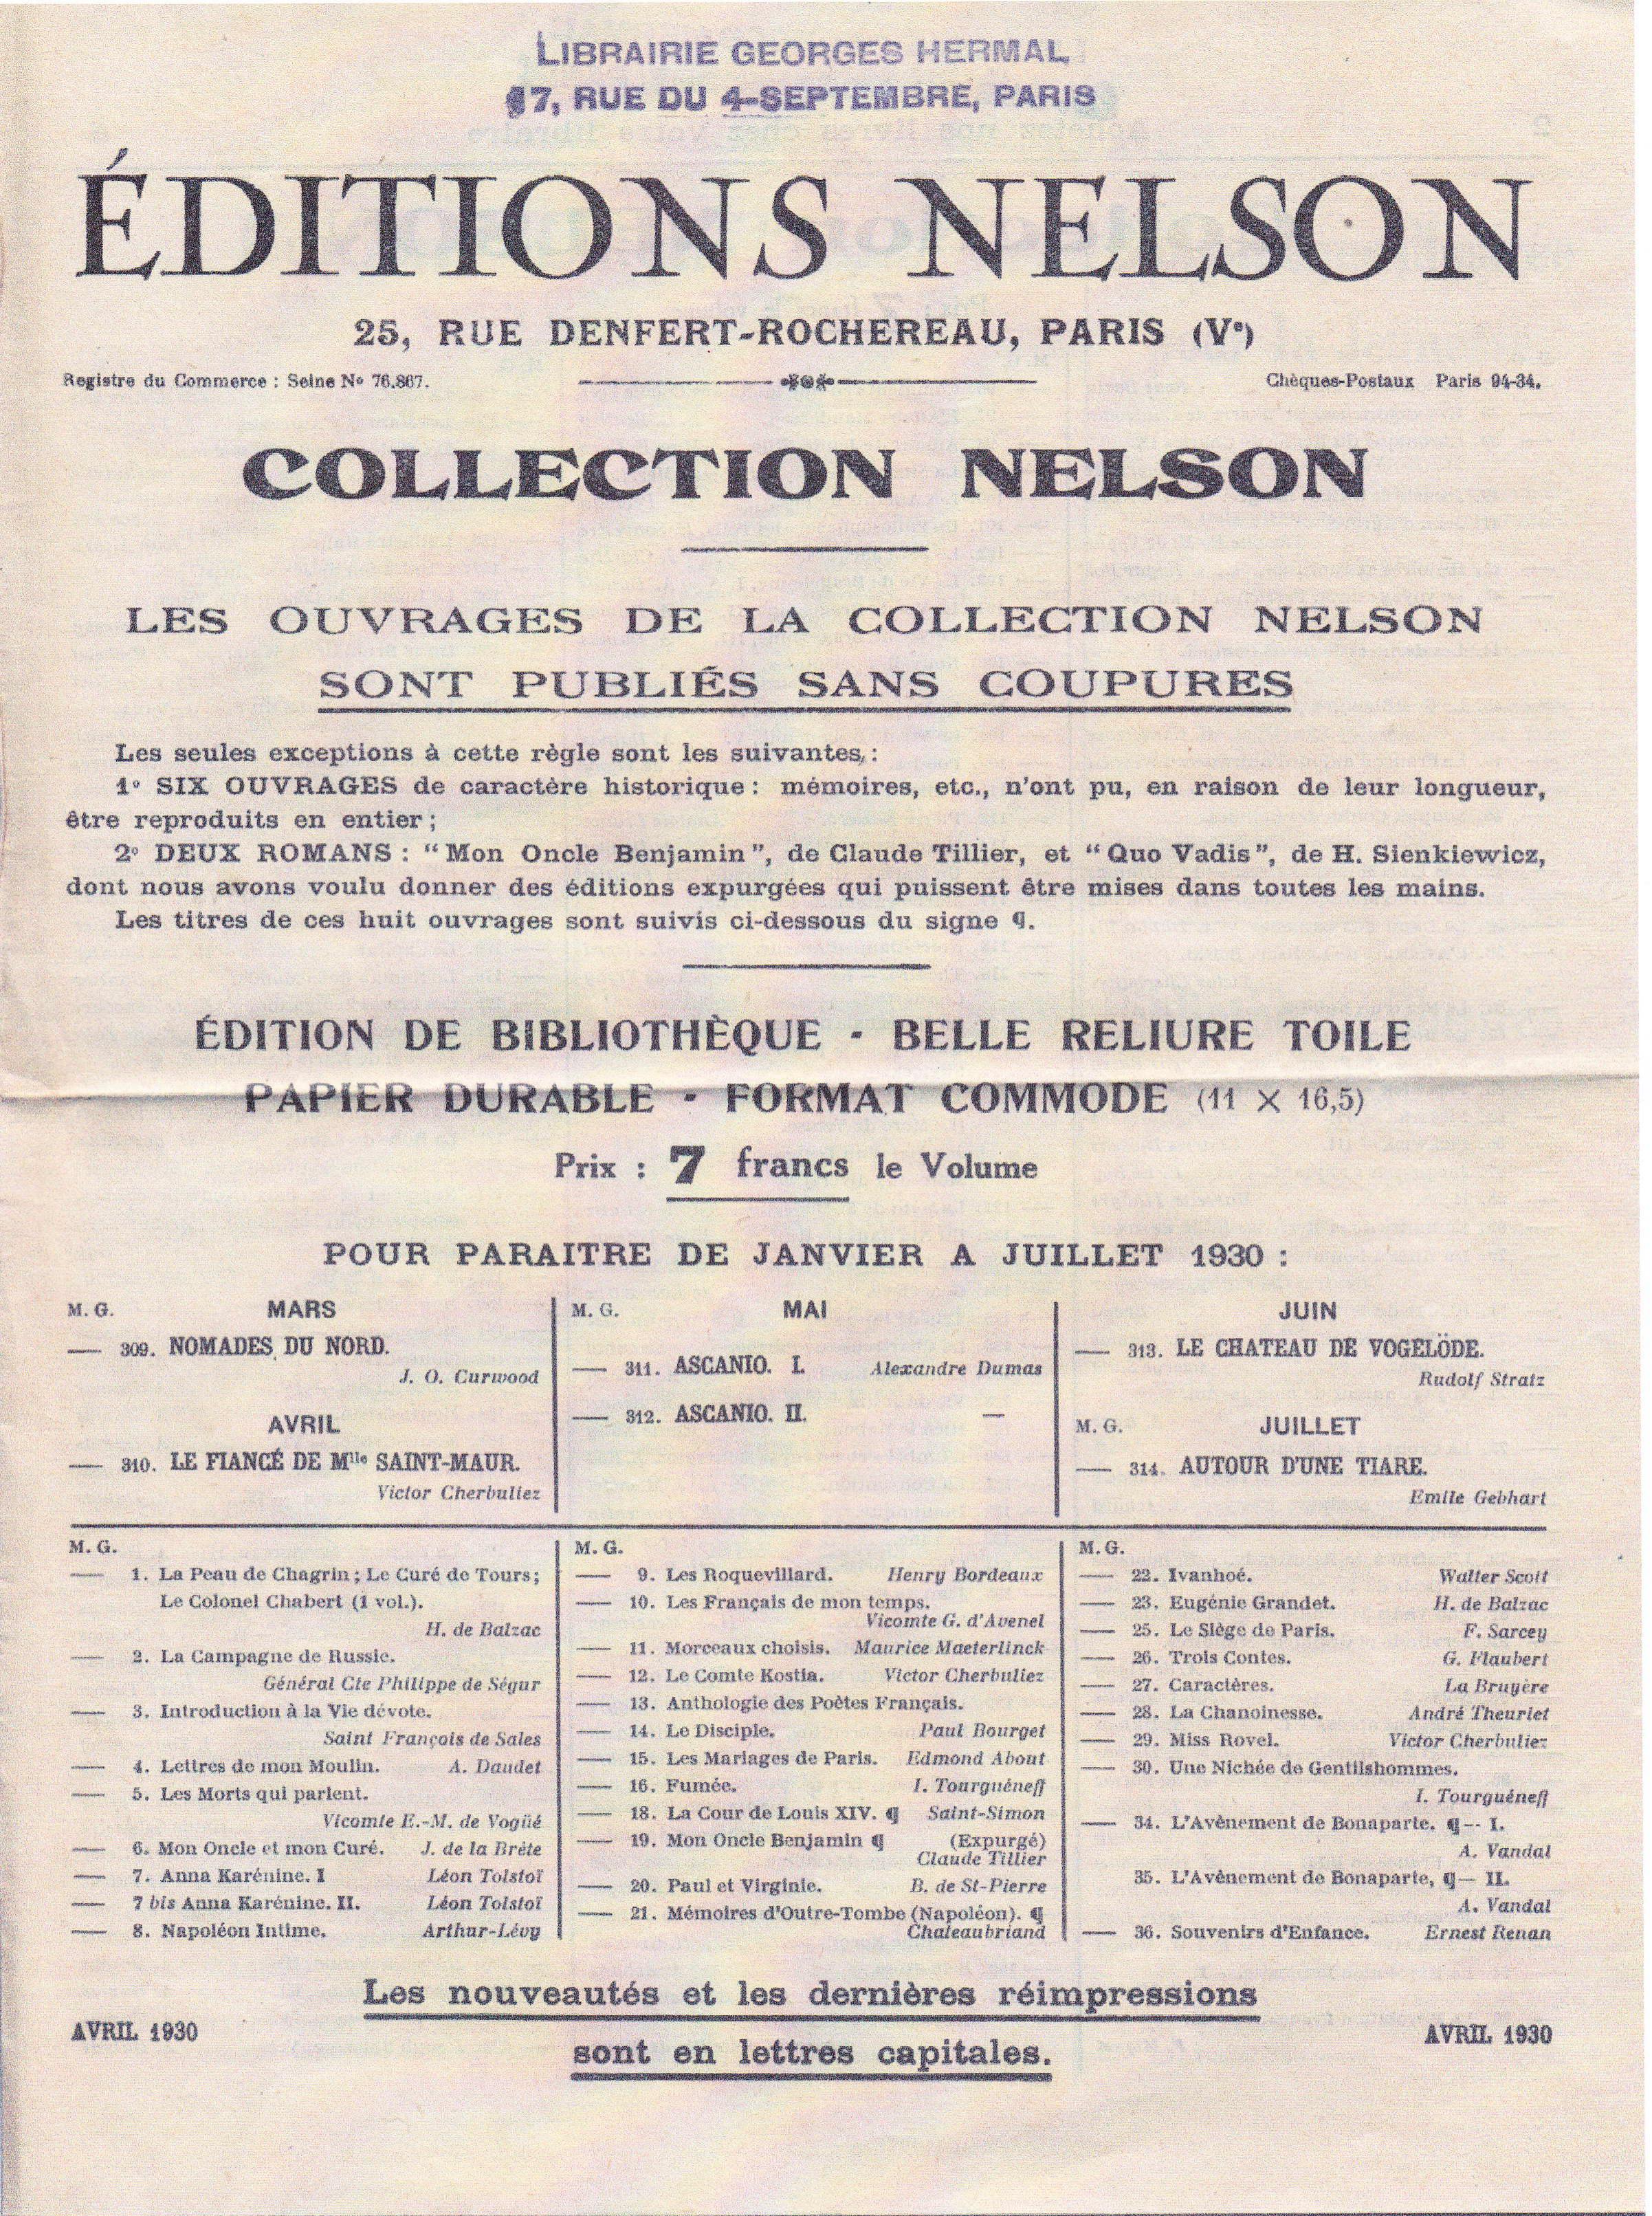 LIBRAIRIE GEORGES HERMAL
17, RUE DU 4-SEPTEMBRE, PARIS
ÉDITIONS NELSON
25, RUE DENFERT-ROCHEREAU, PARIS (Vᵉ)
Registre du Commerce : Seine Nᵒ 76.867.
Chèques-Postaux Paris 94-34.
COLLECTION NELSON
LES OUVRAGES DE LA COLLECTION NELSON
SONT PUBLIÉS SANS COUPURES
Les seules exceptions à cette règle sont les suivantes, :
1° SIX OUVRAGES de caractère historique : mémoires, etc., n'ont pu, en raison de leur longueur,
être reproduits en entier ;
2° DEUX ROMANS : “Mon Oncle Benjamin”, de Claude Tillier, et “Quo Vadis”, de H. Sienkiewicz,
dont nous avons voulu donner des éditions expurgées qui puissent être mises dans toutes les mains.
Les titres de ces huit ouvrages sont suivis ci-dessous du signe ¶.
ÉDITION DE BIBLIOTHÈQUE - BELLE RELIURE TOILE
PAPIER DURABLE - FORMAT COMMODE (11 × 16,5)
Prix : 7 francs le Volume
POUR PARAITRE DE JANVIER A JUILLET 1930 :
M. G. MARS
— 309. NOMADES DU NORD.
J. O. Curwood
AVRIL
— 310. LE FIANCÉ DE Mˡˡᵉ SAINT-MAUR.
Victor Cherbuliez
M. G. MAI
— 311. ASCANIO. I. Alexandre Dumas
— 312. ASCANIO. II. —
JUIN
— 313. LE CHATEAU DE VOGELÖDE.
Rudolf Stratz
M. G. JUILLET
— 314. AUTOUR D'UNE TIARE.
Emile Gebhart
M. G.
— 1. La Peau de Chagrin ; Le Curé de Tours ;
Le Colonel Chabert (1 vol.).
H. de Balzac
— 2. La Campagne de Russie.
Général Cte Philippe de Ségur
— 3. Introduction à la Vie dévote.
Saint François de Sales
— 4. Lettres de mon Moulin. A. Daudet
— 5. Les Morts qui parlent.
Vicomte E.-M. de Vogüé
— 6. Mon Oncle et mon Curé. J. de la Brète
— 7. Anna Karénine. I Léon Tolstoï
— 7 bis Anna Karénine. II. Léon Tolstoï
— 8. Napoléon Intime. Arthur-Lévy
M. G.
— 9. Les Roquevillard. Henry Bordeaux
— 10. Les Français de mon temps.
Vicomte G. d'Avenel
— 11. Morceaux choisis. Maurice Maeterlinck
— 12. Le Comte Kostia. Victor Cherbuliez
— 13. Anthologie des Poètes Français.
— 14. Le Disciple. Paul Bourget
— 15. Les Mariages de Paris. Edmond About
— 16. Fumée. I. Tourguéneff
— 18. La Cour de Louis XIV. ¶ Saint-Simon
— 19. Mon Oncle Benjamin ¶ (Expurgé)
Claude Tillier
— 20. Paul et Virginie. B. de St-Pierre
— 21. Mémoires d'Outre-Tombe (Napoléon). ¶
Chateaubriand
M. G.
— 22. Ivanhoé. Walter Scott
— 23. Eugénie Grandet. H. de Balzac
— 25. Le Siège de Paris. F. Sarcey
— 26. Trois Contes. G. Flaubert
— 27. Caractères. La Bruyère
— 28. La Chanoinesse. André Theuriet
— 29. Miss Rovel. Victor Cherbuliez
— 30. Une Nichée de Gentilshommes.
I. Tourguéneff
— 34. L'Avènement de Bonaparte. ¶ -- I.
A. Vandal
35. L'Avènement de Bonaparte, ¶ — II.
A. Vandal
— 36. Souvenirs d'Enfance. Ernest Renan
Les nouveautés et les dernières réimpressions
sont en lettres capitales.
AVRIL 1930
AVRIL 1930